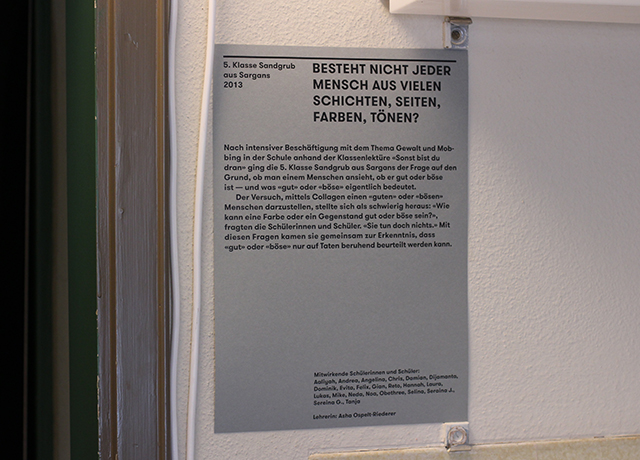 5. Klasse Sandgrub
aus Sargans
2013
BESTEHT NICHT JEDER
MENSCH AUS VIELEN
SCHICHTEN, SEITEN,
FARBEN, TÖNEN?
Nach intensiver Beschäftigung mit dem Thema Gewalt und Mob-
bing in der Schule anhand der Klassenlektüre «Sonst bist du
dran» ging die 5. Klasse Sandgrub aus Sargans der Frage auf den
Grund, ob man einem Menschen ansieht, ob er gut oder böse
ist — und was «gut» oder «böse» eigentlich bedeutet.
Der Versuch, mittels Collagen einen «guten» oder «bösen»
Menschen darzustellen, stellte sich als schwierig heraus: «Wie
kann eine Farbe oder ein Gegenstand gut oder böse sein?»,
fragten die Schülerinnen und Schüler. «Sie tun doch nichts.» Mit
diesen Fragen kamen sie gemeinsam zur Erkenntnis, dass
«gut» oder «böse» nur auf Taten beruhend beurteilt werden kann.
Mitwirkende Schülerinnen und Schüler:
Aaliyah, Andrea, Angelina, Chris, Damian, Dijamanta,
Dominik, Evita, Felix, Gian, Reto, Hannah, Laura,
Lukas, Mike, Neda, Noa, Obathree, Selina, Seraina J.,
Seraina G., Tanja
Lehrerin: Asha Ospelt-Riederer